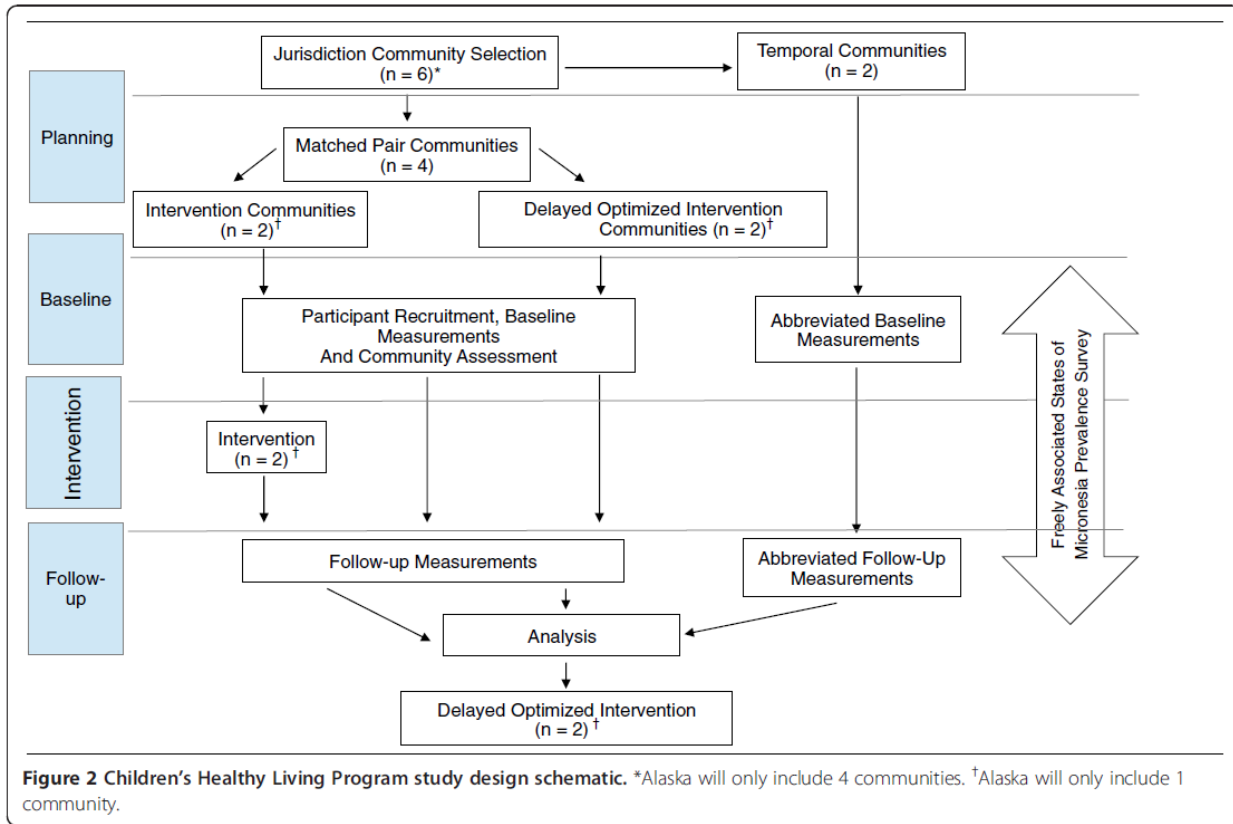 Jurisdiction Community Selection
(n = 6)*
Temporal Communities
(n = 2)
Planning
Matched Pair Communities
(n = 4)
Intervention Communities
(n = 2)†
Delayed Optimized Intervention
Communities (n = 2)†
Baseline
Participant Recruitment, Baseline
Measurements
And Community Assessment
Abbreviated Baseline
Measurements
Freely Associated States of
Micronesia Prevalence Survey
Intervention
Intervention
(n = 2) †
Follow-
up
Follow-up Measurements
Abbreviated Follow-Up
Measurements
Analysis
Delayed Optimized Intervention
(n = 2) †
Figure 2 Children's Healthy Living Program study design schematic. *Alaska will only include 4 communities. †Alaska will only include 1
community.